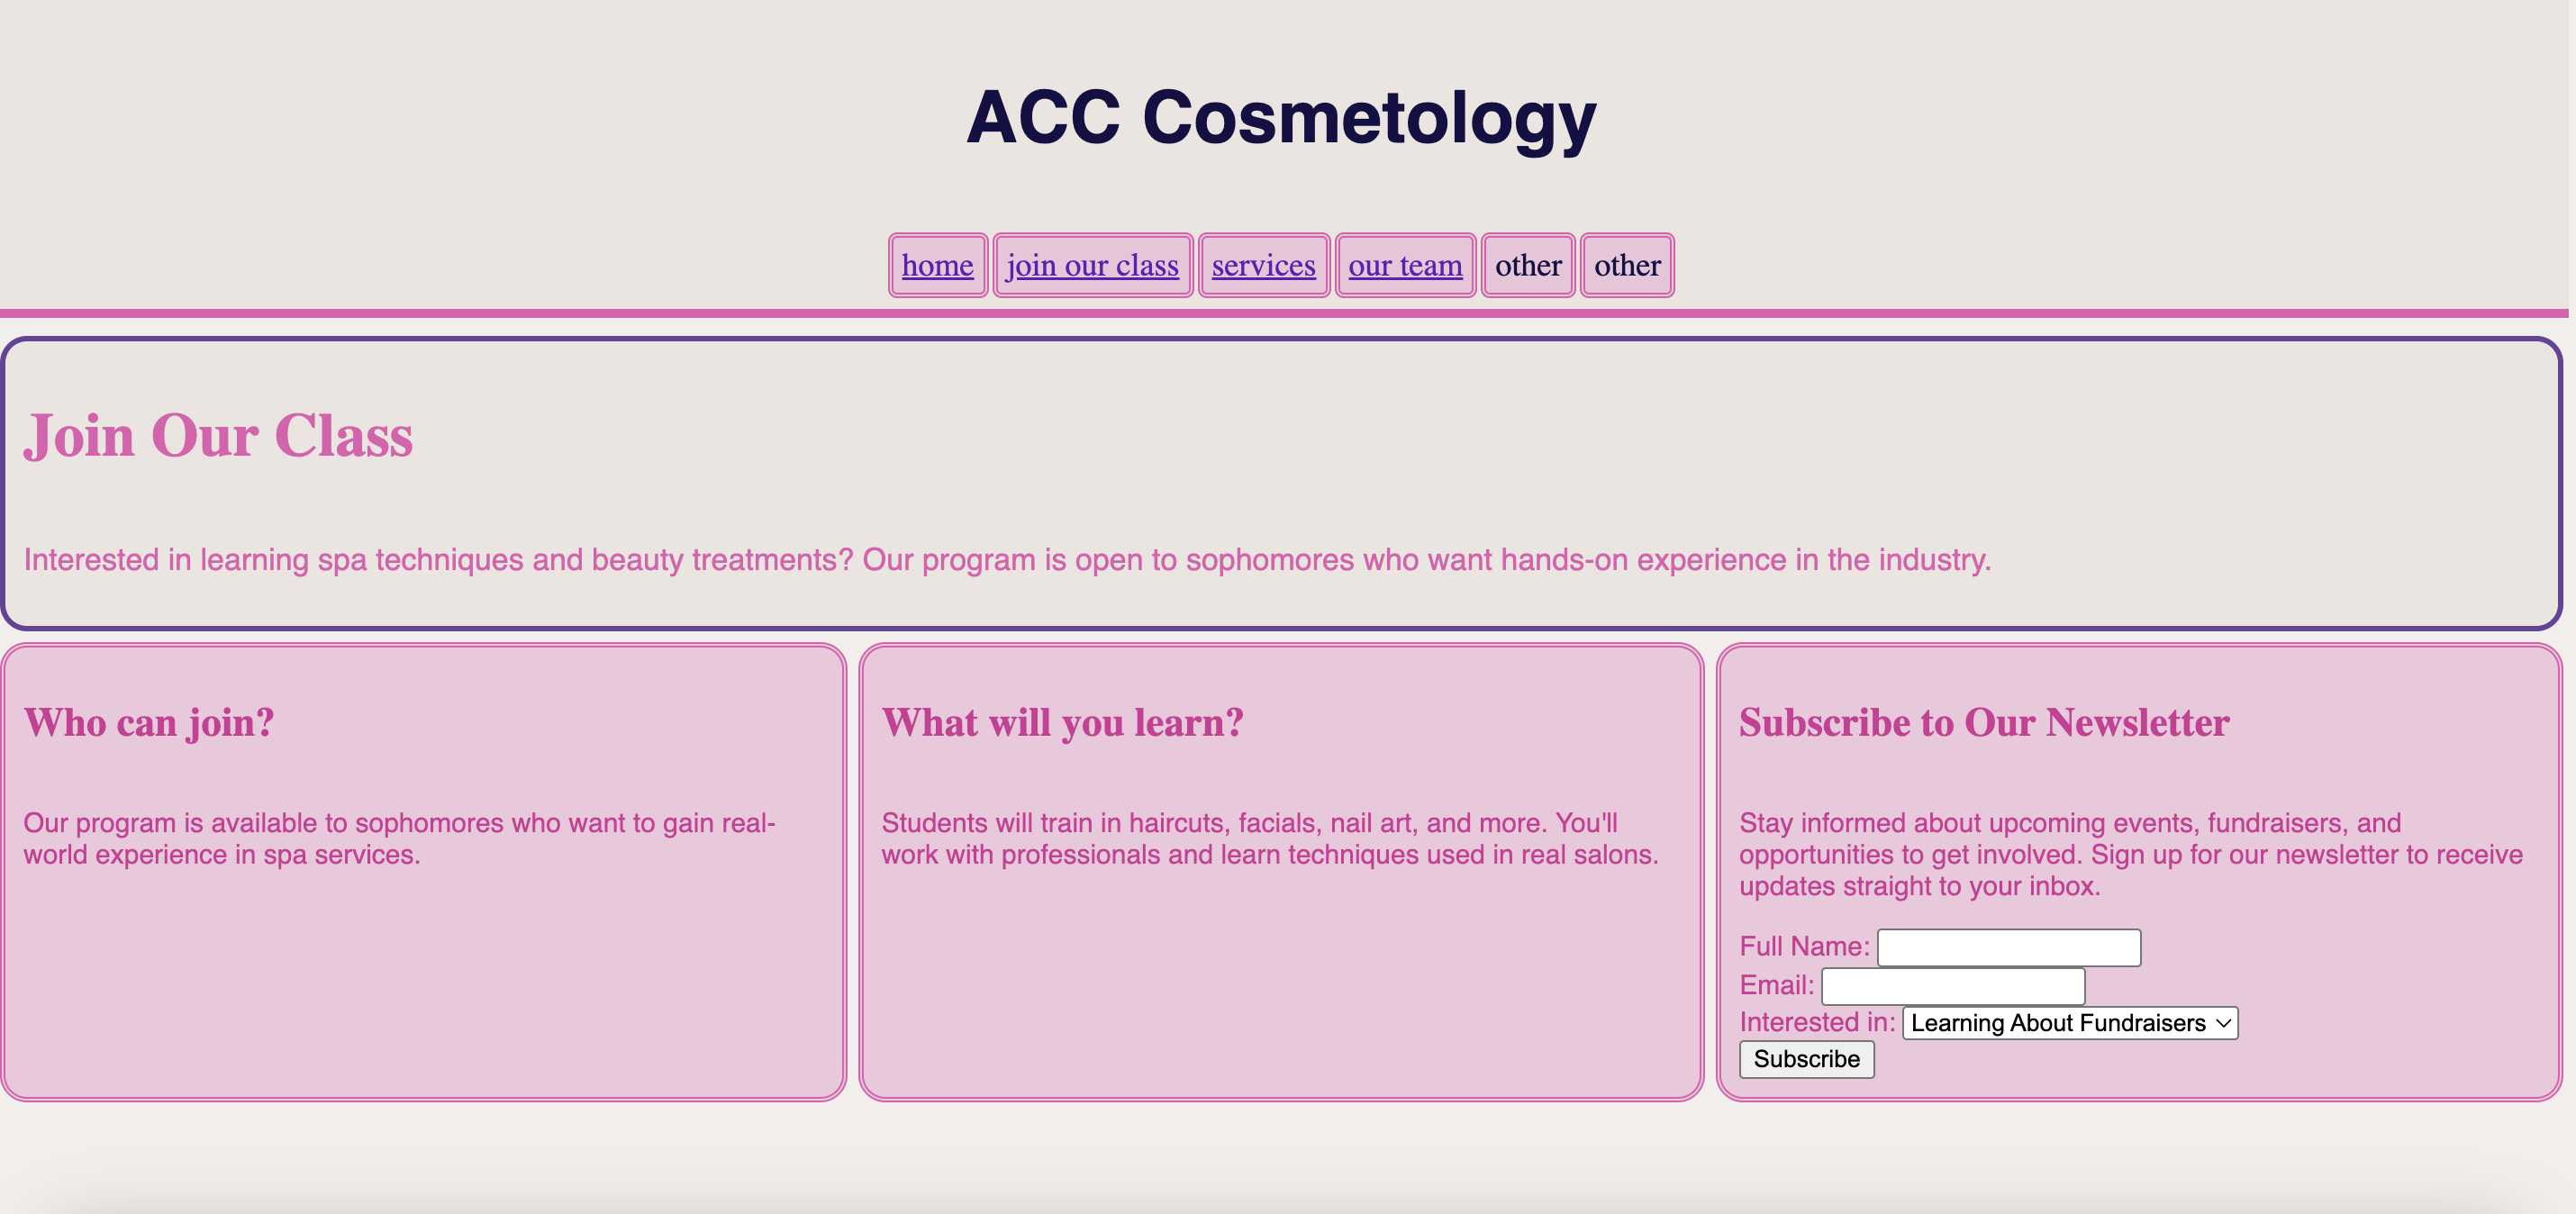 ACC Cosmetology
home join our class services our team other other
Join Our Class
Interested in learning spa techniques and beauty treatments? Our program is open to sophomores who want hands-on experience in the industry.
Who can join?
Our program is available to sophomores who want to gain real-
world experience in spa services.
What will you learn?
Students will train in haircuts, facials, nail art, and more. You'll
work with professionals and learn techniques used in real salons.
Subscribe to Our Newsletter
Stay informed about upcoming events, fundraisers, and
opportunities to get involved. Sign up for our newsletter to receive
updates straight to your inbox.
Full Name:
Email:
Interested in: Learning About Fundraisers
Subscribe